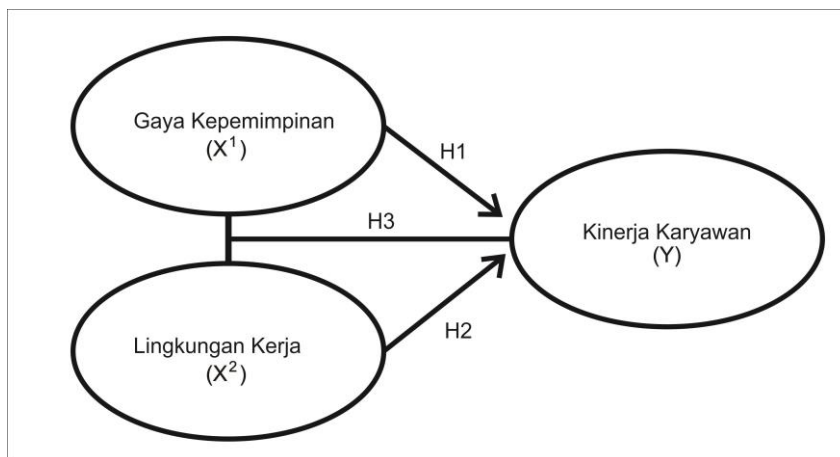 Gaya Kepemimpinan
(X¹)
H1
H3
Kinerja Karyawan
(Y)
Lingkungan Kerja
(X²)
H2